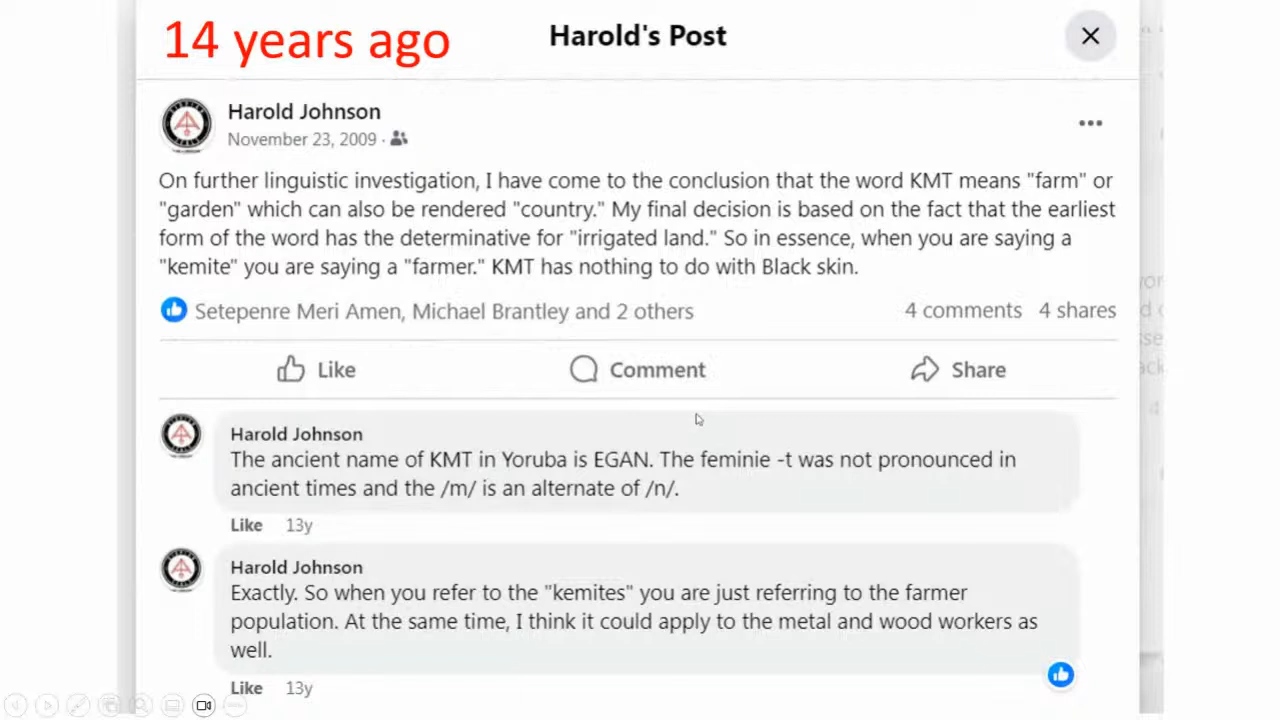 14 years ago
Harold's Post
Harold Johnson
November 23, 2009 ·
On further linguistic investigation, I have come to the conclusion that the word KMT means "farm" or
"garden" which can also be rendered "country." My final decision is based on the fact that the earliest
form of the word has the determinative for "irrigated land." So in essence, when you are saying a
"kemite" you are saying a "farmer." KMT has nothing to do with Black skin.
Setepenre Meri Amen, Michael Brantley and 2 others
4 comments 4 shares
Like Comment Share
Harold Johnson
The ancient name of KMT in Yoruba is EGAN. The feminie -t was not pronounced in
ancient times and the /m/ is an alternate of /n/.
Like 13y
Harold Johnson
Exactly. So when you refer to the "kemites" you are just referring to the farmer
population. At the same time, I think it could apply to the metal and wood workers as
well.
Like 13y